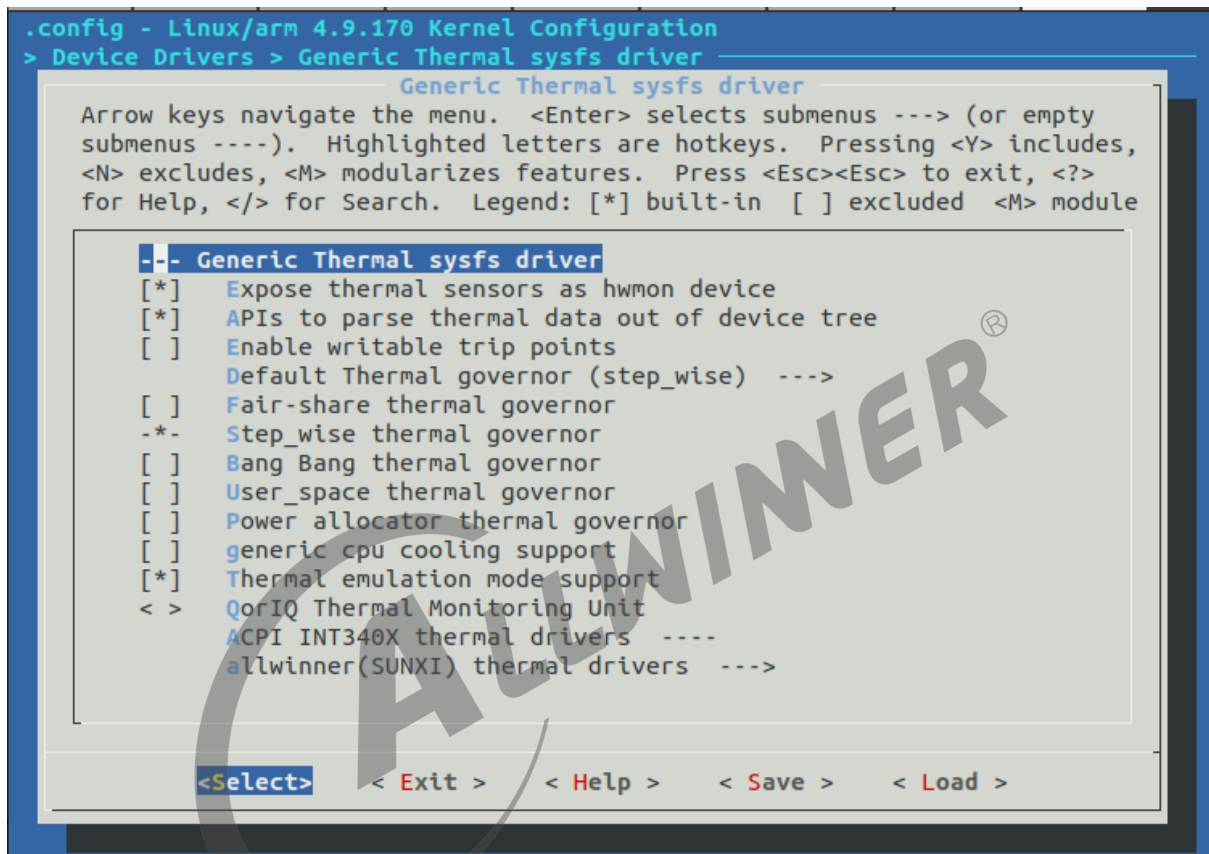 .config - Linux/arm 4.9.170 Kernel Configuration
> Device Drivers > Generic Thermal sysfs driver
Generic Thermal sysfs driver
Arrow keys navigate the menu.  <Enter> selects submenus ---> (or empty
submenus ----).  Highlighted letters are hotkeys.  Pressing <Y> includes,
<N> excludes, <M> modularizes features.  Press <Esc><Esc> to exit, <?>
for Help, </> for Search.  Legend: [*] built-in  [ ] excluded  <M> module
--- Generic Thermal sysfs driver
[*]   Expose thermal sensors as hwmon device
[*]   APIs to parse thermal data out of device tree
[ ]   Enable writable trip points
Default Thermal governor (step_wise)  --->
[ ]   Fair-share thermal governor
-*-   Step_wise thermal governor
[ ]   Bang Bang thermal governor
[ ]   User_space thermal governor
[ ]   Power allocator thermal governor
[ ]   generic cpu cooling support
[*]   Thermal emulation mode support
< >   QorIQ Thermal Monitoring Unit
ACPI INT340X thermal drivers  ----
allwinner(SUNXI) thermal drivers  --->
<Select>    < Exit >    < Help >    < Save >    < Load >
ALLWINNER®